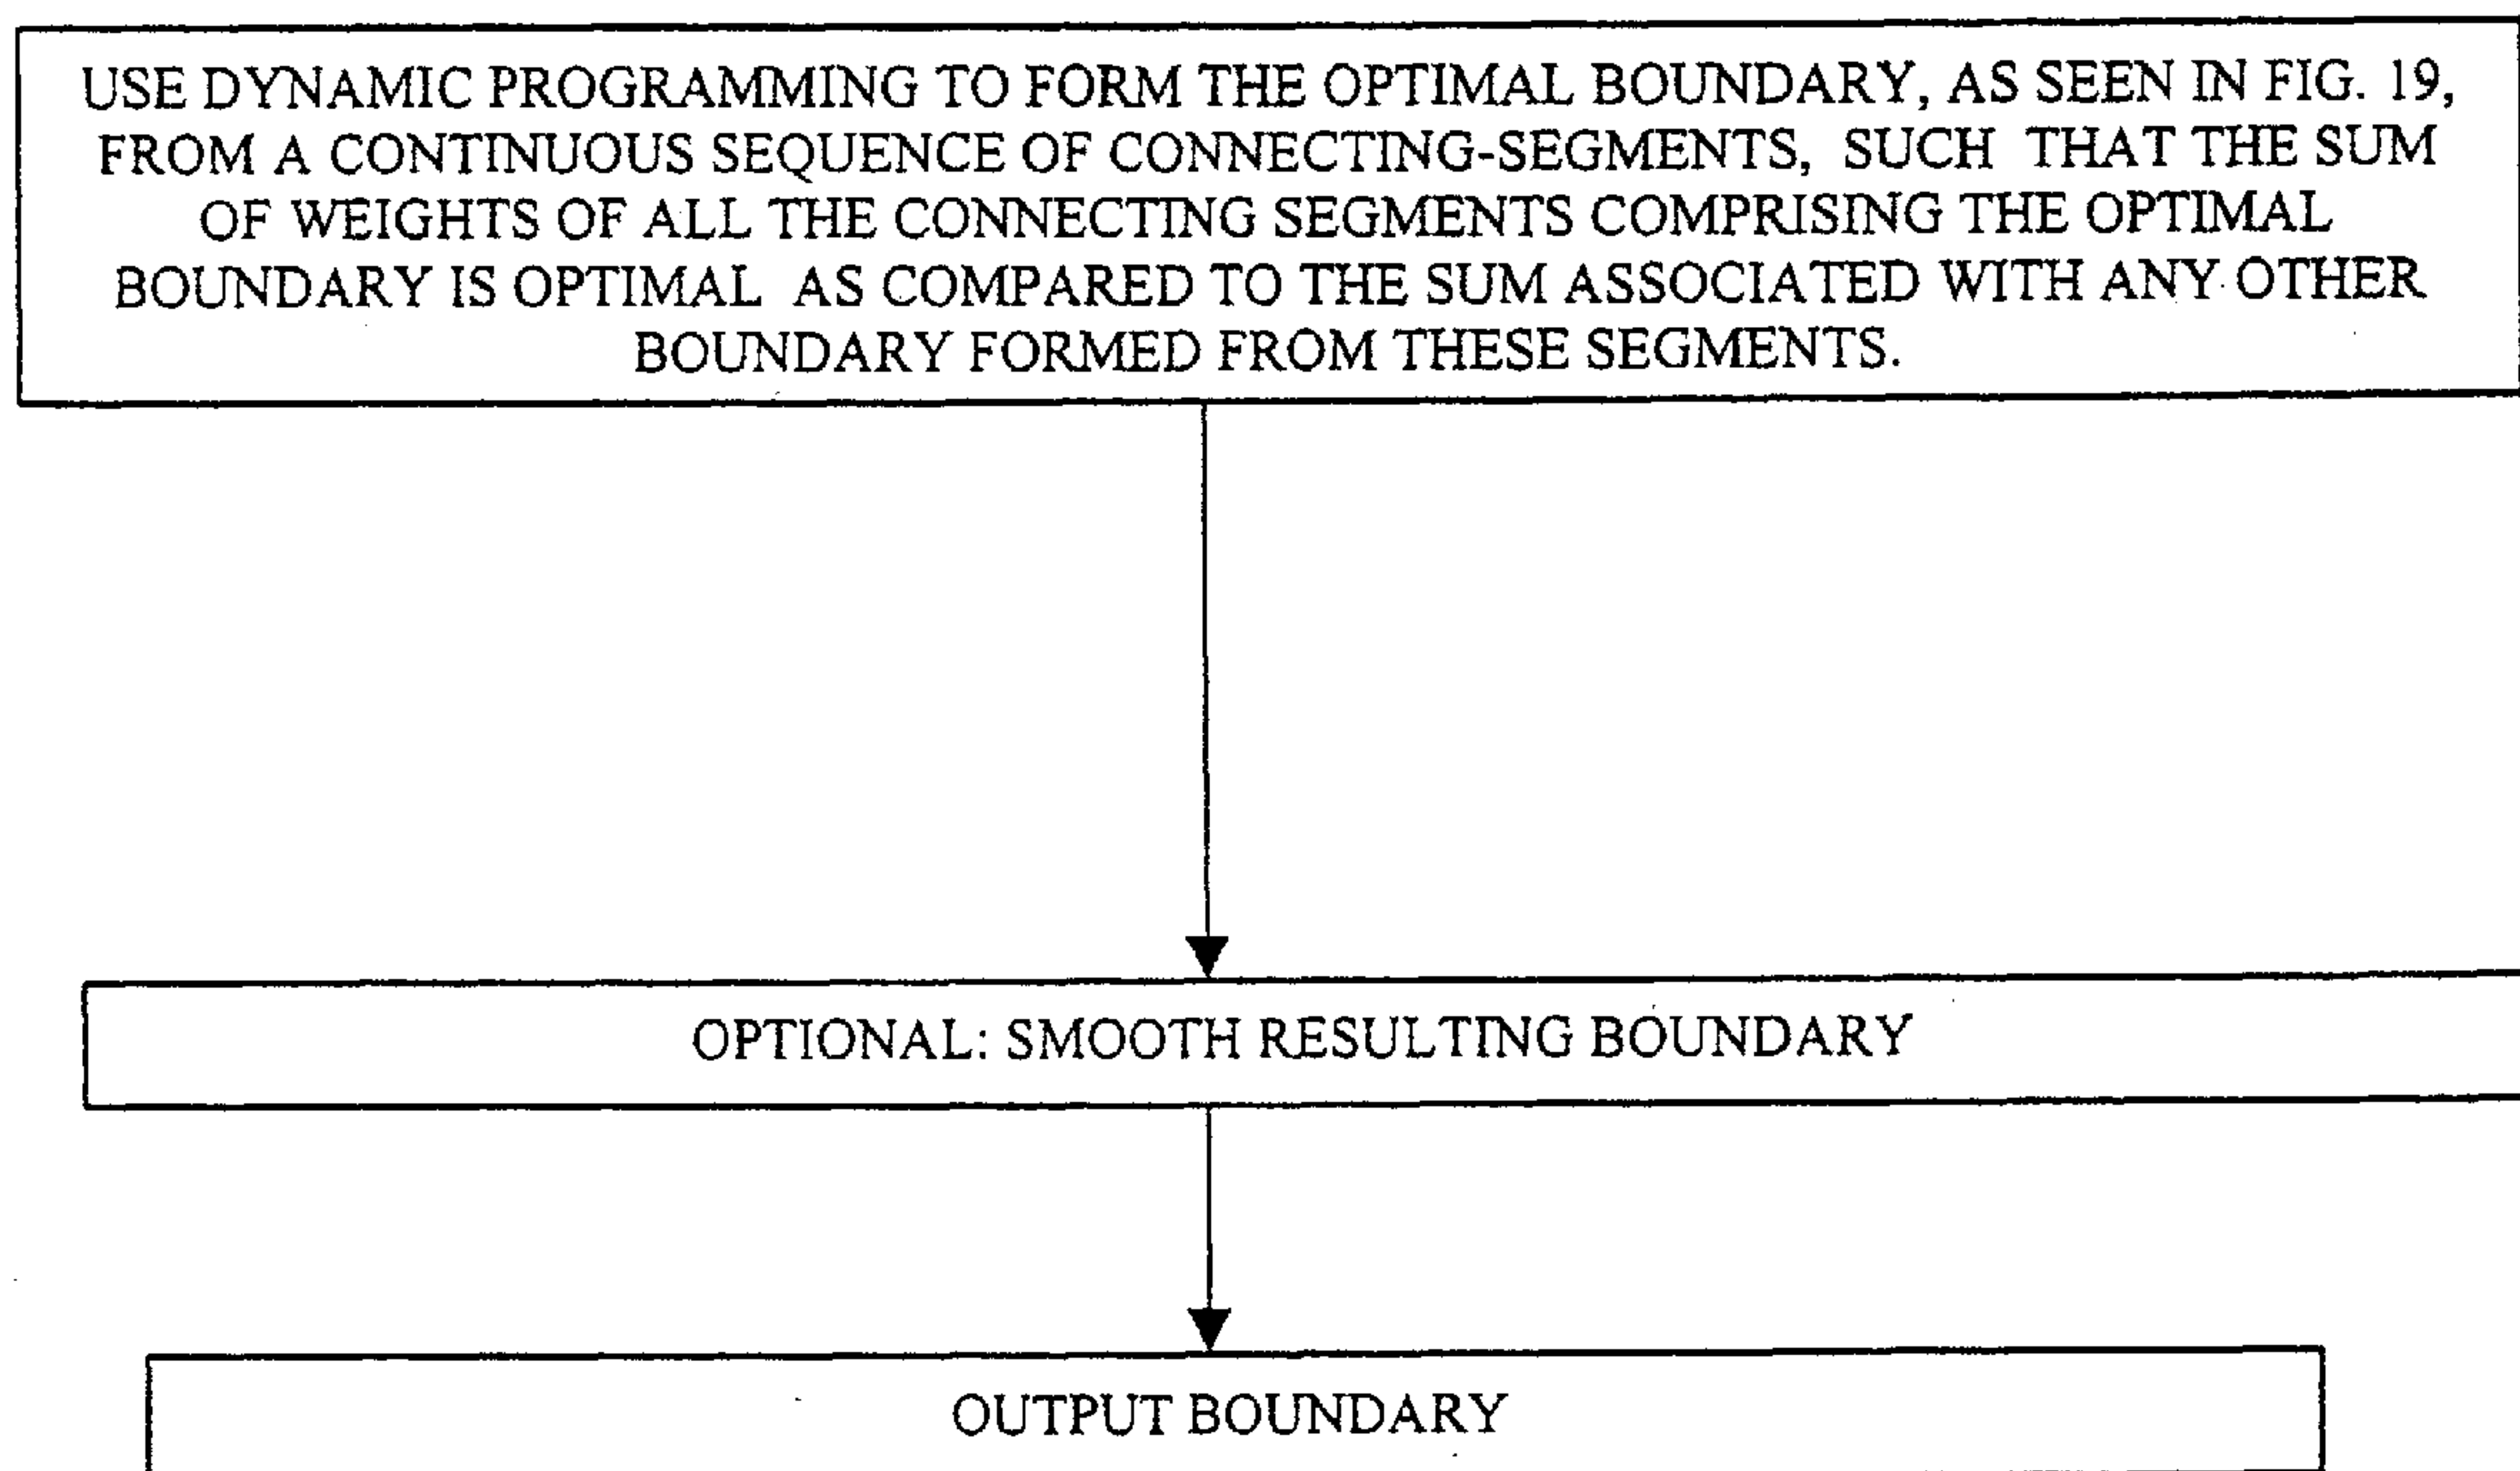 USE DYNAMIC PROGRAMMING TO FORM THE OPTIMAL BOUNDARY, AS SEEN IN FIG. 19,
FROM A CONTINUOUS SEQUENCE OF CONNECTING-SEGMENTS, SUCH THAT THE SUM
OF WEIGHTS OF ALL THE CONNECTING SEGMENTS COMPRISING THE OPTIMAL
BOUNDARY IS OPTIMAL AS COMPARED TO THE SUM ASSOCIATED WITH ANY OTHER
BOUNDARY FORMED FROM THESE SEGMENTS.
OPTIONAL: SMOOTH RESULTING BOUNDARY
OUTPUT BOUNDARY